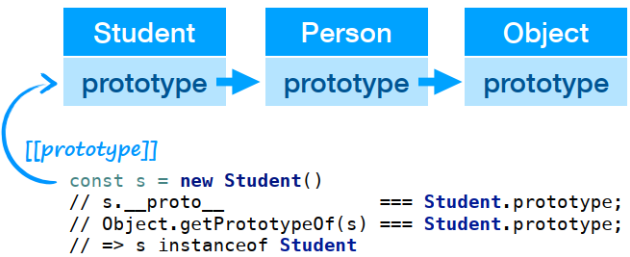 Student Person Object
prototype prototype prototype
[[prototype]]
const s = new Student()
// s.__proto__ === Student.prototype;
// Object.getPrototypeOf(s) === Student.prototype;
// => s instanceof Student